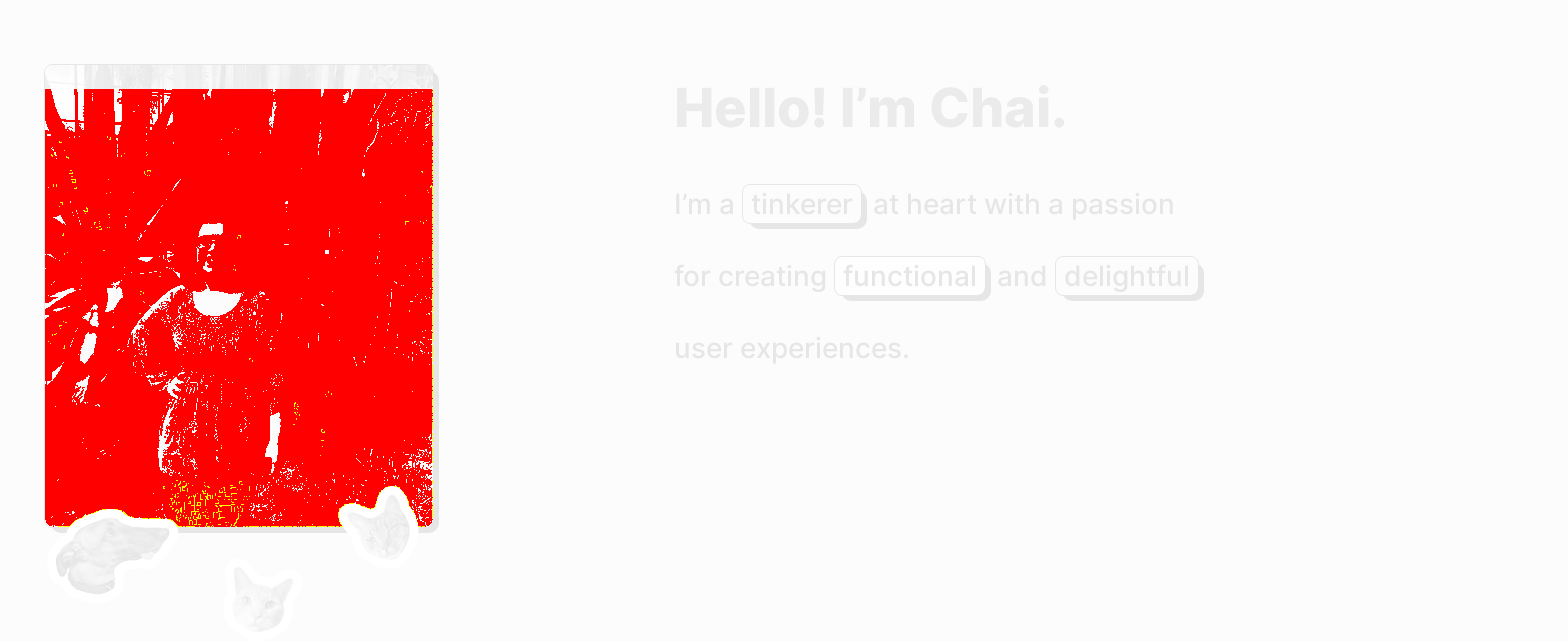 Hello! I’m Chai.
I’m a tinkerer at heart with a passion
for creating functional and delightful
user experiences.